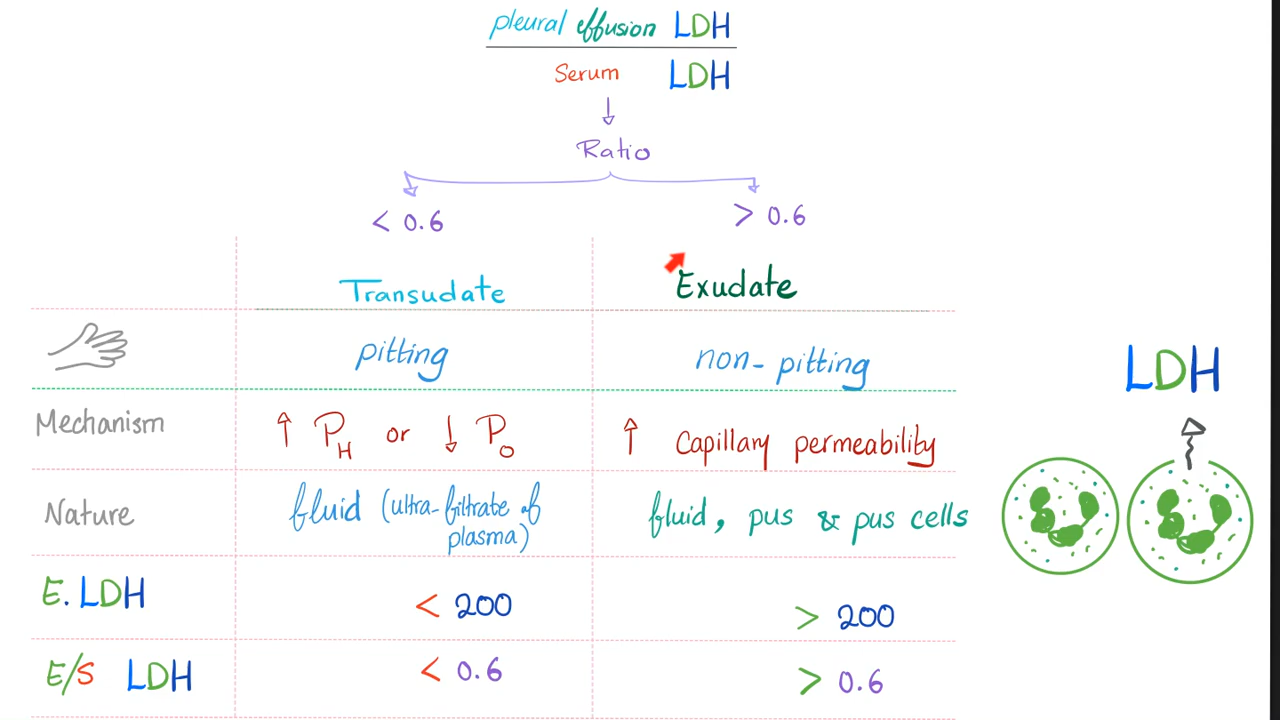 pleural effusion LDH
Serum LDH
Ratio
< 0.6 > 0.6
Transudate Exudate
pitting non-pitting
LDH
Mechanism ↑ PH or ↓ PO ↑ Capillary permeability
Nature fluid (ultra-filtrate of plasma) fluid, pus & pus cells
E. LDH < 200 > 200
E/S LDH < 0.6 > 0.6